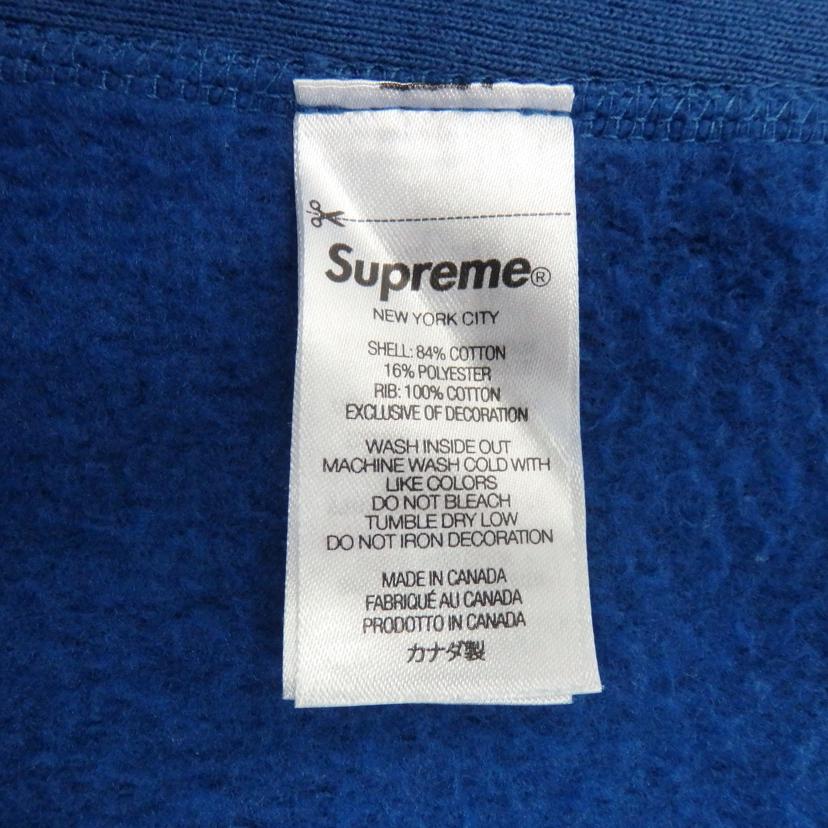 Supreme®
NEW YORK CITY
SHELL: 84% COTTON
16% POLYESTER
RIB: 100% COTTON
EXCLUSIVE OF DECORATION
WASH INSIDE OUT
MACHINE WASH COLD WITH
LIKE COLORS
DO NOT BLEACH
TUMBLE DRY LOW
DO NOT IRON DECORATION
MADE IN CANADA
FABRIQUÉ AU CANADA
PRODOTTO IN CANADA
カナダ製